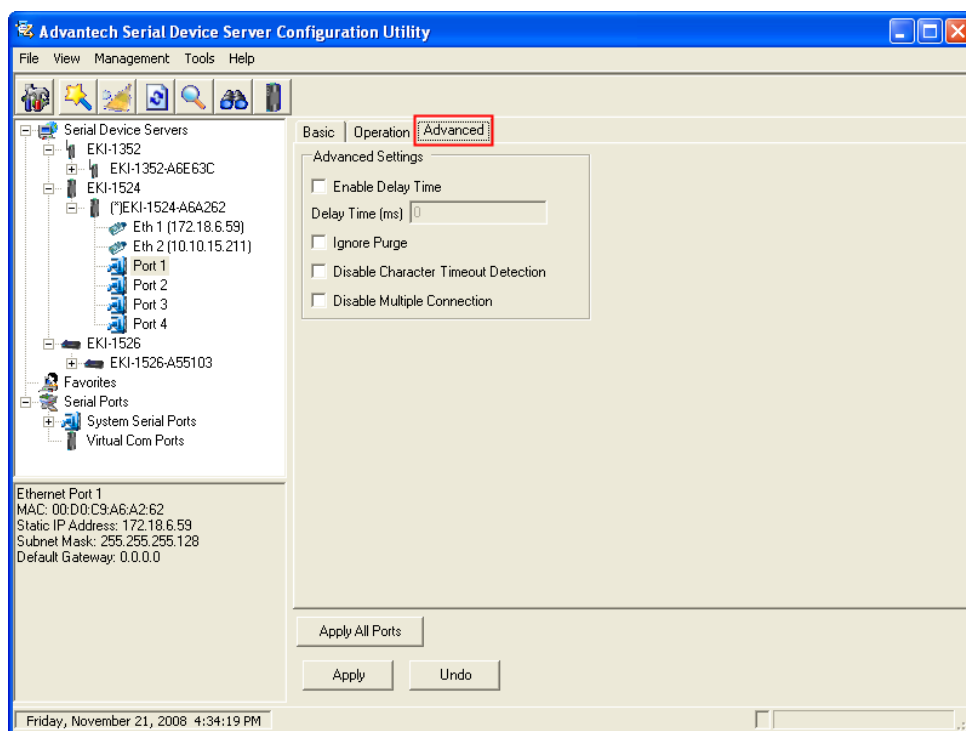 Advantech Serial Device Server Configuration Utility
File View Management Tools Help
Serial Device Servers
EKI-1352
EKI-1352-A6E63C
EKI-1524
(*)EKI-1524-A6A262
Eth 1 (172.18.6.59)
Eth 2 (10.10.15.211)
Port 1
Port 2
Port 3
Port 4
EKI-1526
EKI-1526-A55103
Favorites
Serial Ports
System Serial Ports
Virtual Com Ports
Ethernet Port 1
MAC: 00:D0:C9:A6:A2:62
Static IP Address: 172.18.6.59
Subnet Mask: 255.255.255.128
Default Gateway: 0.0.0.0
Basic Operation Advanced
Advanced Settings
Enable Delay Time
Delay Time (ms) 0
Ignore Purge
Disable Character Timeout Detection
Disable Multiple Connection
Apply All Ports
Apply Undo
Friday, November 21, 2008 4:34:19 PM